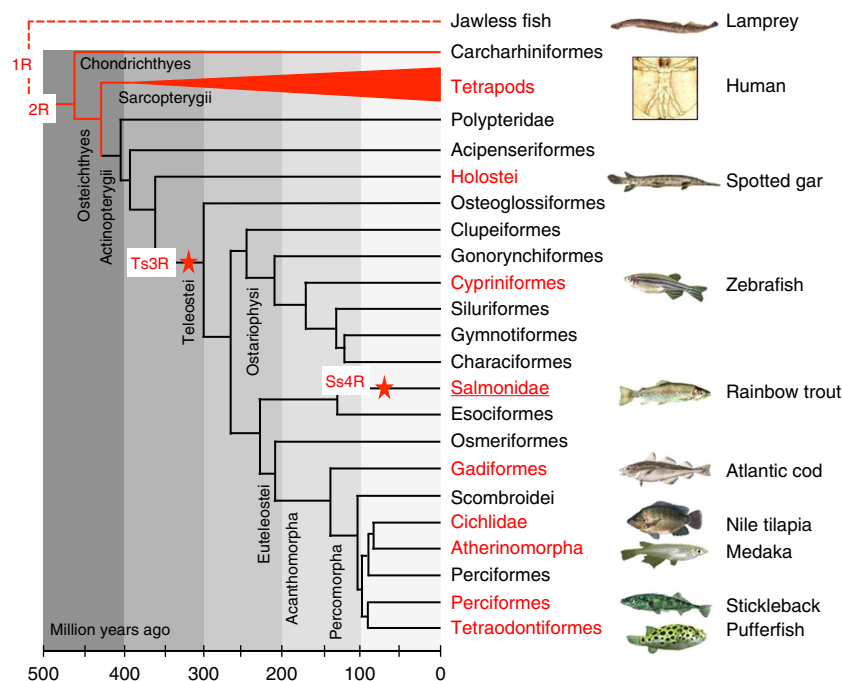 Jawless fish
Lamprey
Carcharhiniformes
1R
Chondrichthyes
Tetrapods
Human
Sarcopterygii
2R
Polypteridae
Osteichthyes
Actinopterygii
Acipenseriformes
Holostei
Spotted gar
Osteoglossiformes
Clupeiformes
Gonorynchiformes
Ts3R
Teleostei
Ostariophysi
Cypriniformes
Zebrafish
Siluriformes
Gymnotiformes
Characiformes
Ss4R
Salmonidae
Rainbow trout
Esociformes
Osmeriformes
Gadiformes
Atlantic cod
Euteleostei
Acanthomorpha
Percomorpha
Scombroidei
Cichlidae
Nile tilapia
Atherinomorpha
Medaka
Perciformes
Perciformes
Stickleback
Tetraodontiformes
Pufferfish
Million years ago
500 400 300 200 100 0